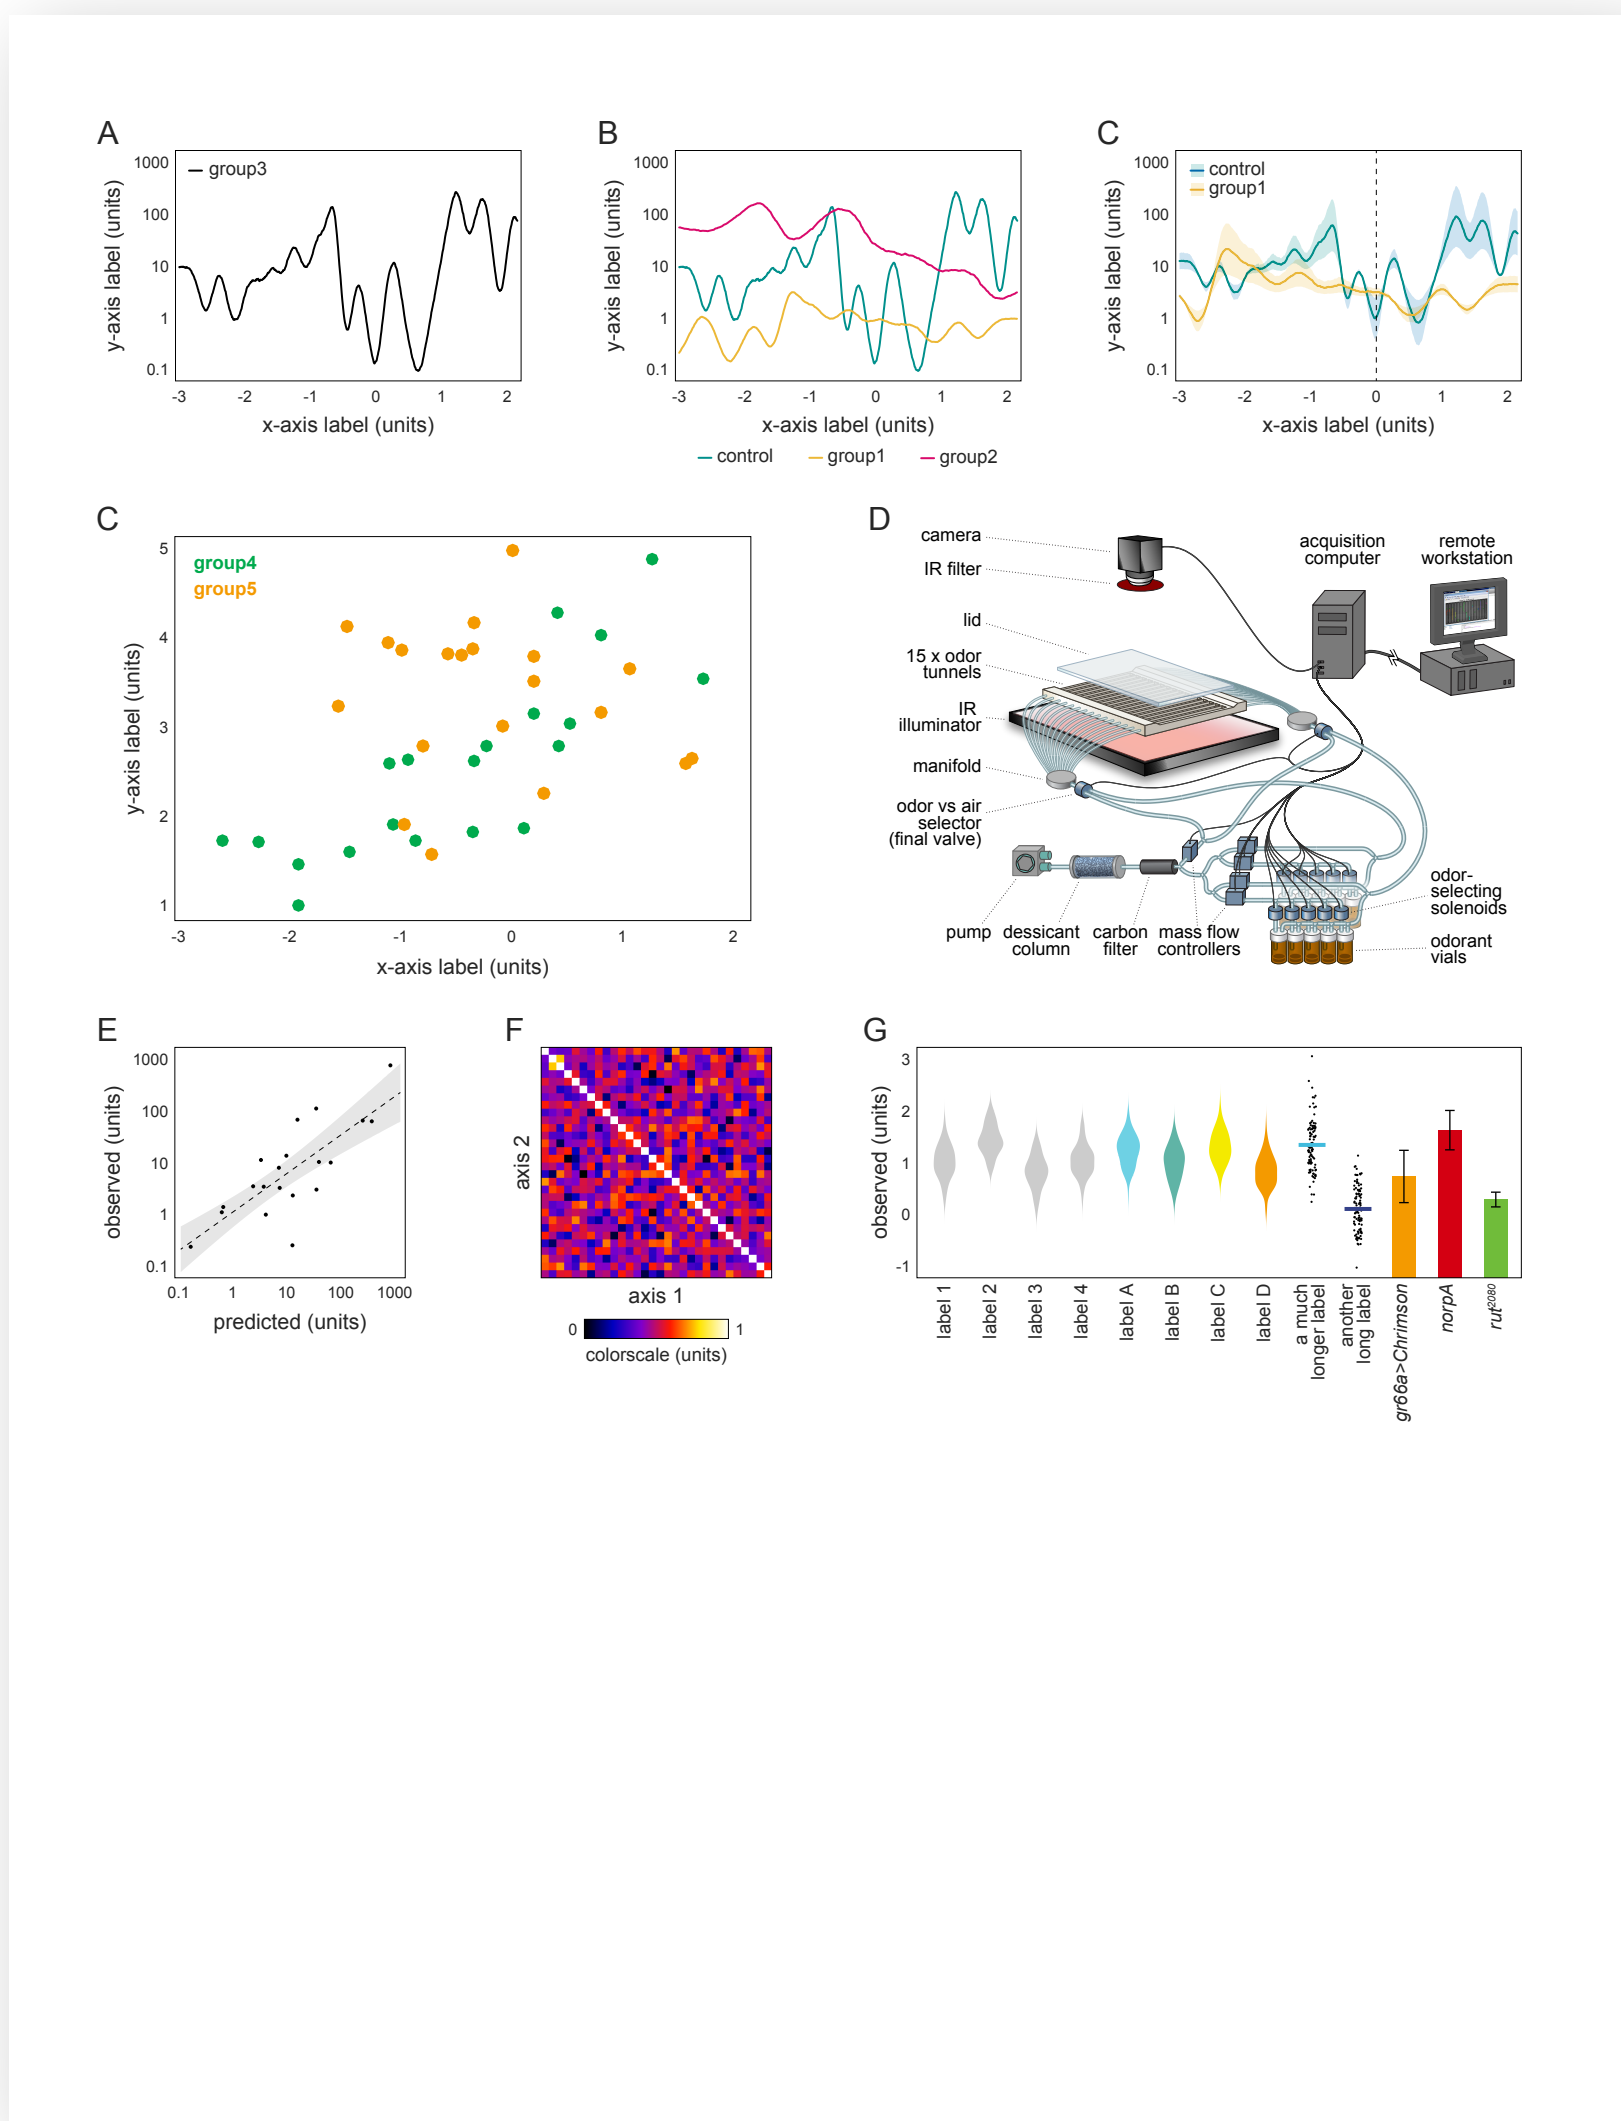 A
1000
100
10
1
0.1
y-axis label (units)
group3
-3 -2 -1 0 1 2
x-axis label (units)
B
1000
100
10
1
0.1
y-axis label (units)
-3 -2 -1 0 1 2
x-axis label (units)
control group1 group2
C
1000
100
10
1
0.1
y-axis label (units)
control
group1
-3 -2 -1 0 1 2
x-axis label (units)
C
5
4
3
2
1
y-axis label (units)
group4
group5
-3 -2 -1 0 1 2
x-axis label (units)
D
camera
IR filter
lid
15 x odor
tunnels
IR
illuminator
manifold
odor vs air
selector
(final valve)
acquisition
computer
remote
workstation
pump
dessicant
column
carbon
filter
mass flow
controllers
odor-
selecting
solenoids
odorant
vials
E
1000
100
10
1
0.1
observed (units)
0.1 1 10 100 1000
predicted (units)
F
axis 2
axis 1
0 1
colorscale (units)
G
3
2
1
0
-1
observed (units)
label 1
label 2
label 3
label 4
label A
label B
label C
label D
a much
longer label
another
long label
gr66a>Chrimson
norpA
rut2080